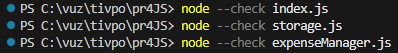 PS C:\vuz\tivpo\pr4JS> node --check index.js
PS C:\vuz\tivpo\pr4JS> node --check storage.js
PS C:\vuz\tivpo\pr4JS> node --check expenseManager.js